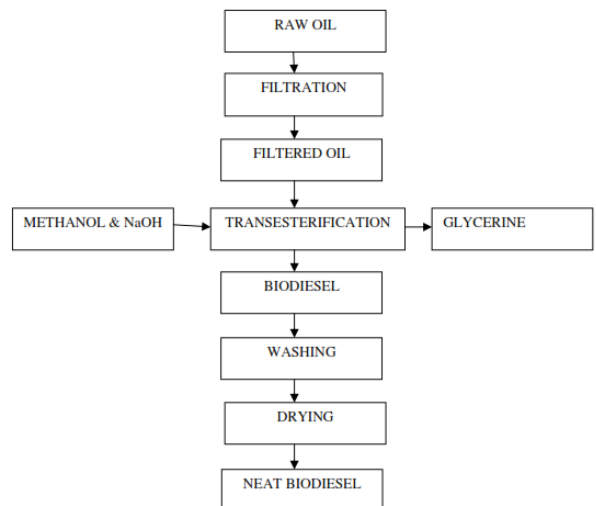 RAW OIL
FILTRATION
FILTERED OIL
METHANOL & NaOH
TRANSESTERIFICATION
GLYCERINE
BIODIESEL
WASHING
DRYING
NEAT BIODIESEL